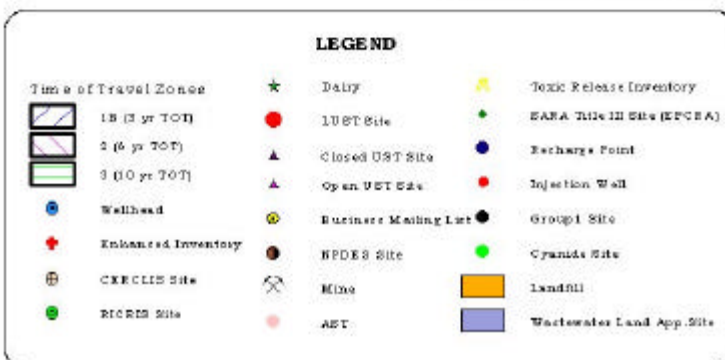 LEGEND
Time of Travel Zones
1B (3 yr TOT)
2 (6 yr TOT)
3 (10 yr TOT)
Wellhead
Enhanced Inventory
CERCLIS Site
RICRIS Site
Dairy
LUST Site
Closed UST Site
Open UST Site
Business Mailing List
NPDES Site
Mine
AST
Toxic Release Inventory
SARA Title III Site (EPCRA)
Recharge Point
Injection Well
Group1 Site
Cyanide Site
Landfill
Wastewater Land App.Site